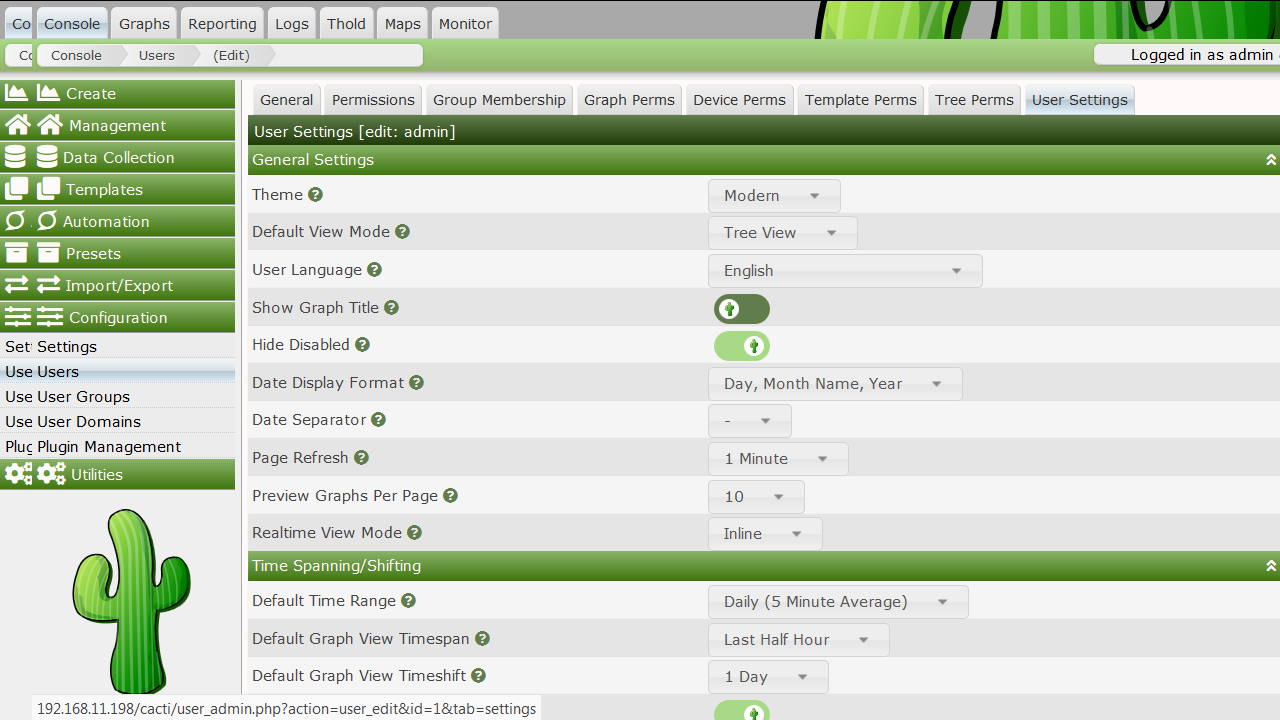 Co Console Graphs Reporting Logs Thold Maps Monitor
Co Console Users (Edit) Logged in as admin
Create
Management
Data Collection
Templates
Automation
Presets
Import/Export
Configuration
Set Settings
Use Users
Use User Groups
Use User Domains
Plug Plugin Management
Utilities
General Permissions Group Membership Graph Perms Device Perms Template Perms Tree Perms User Settings
User Settings [edit: admin]
General Settings
Theme Modern
Default View Mode Tree View
User Language English
Show Graph Title
Hide Disabled
Date Display Format Day, Month Name, Year
Date Separator -
Page Refresh 1 Minute
Preview Graphs Per Page 10
Realtime View Mode Inline
Time Spanning/Shifting
Default Time Range Daily (5 Minute Average)
Default Graph View Timespan Last Half Hour
Default Graph View Timeshift 1 Day
192.168.11.198/cacti/user_admin.php?action=user_edit&id=1&tab=settings